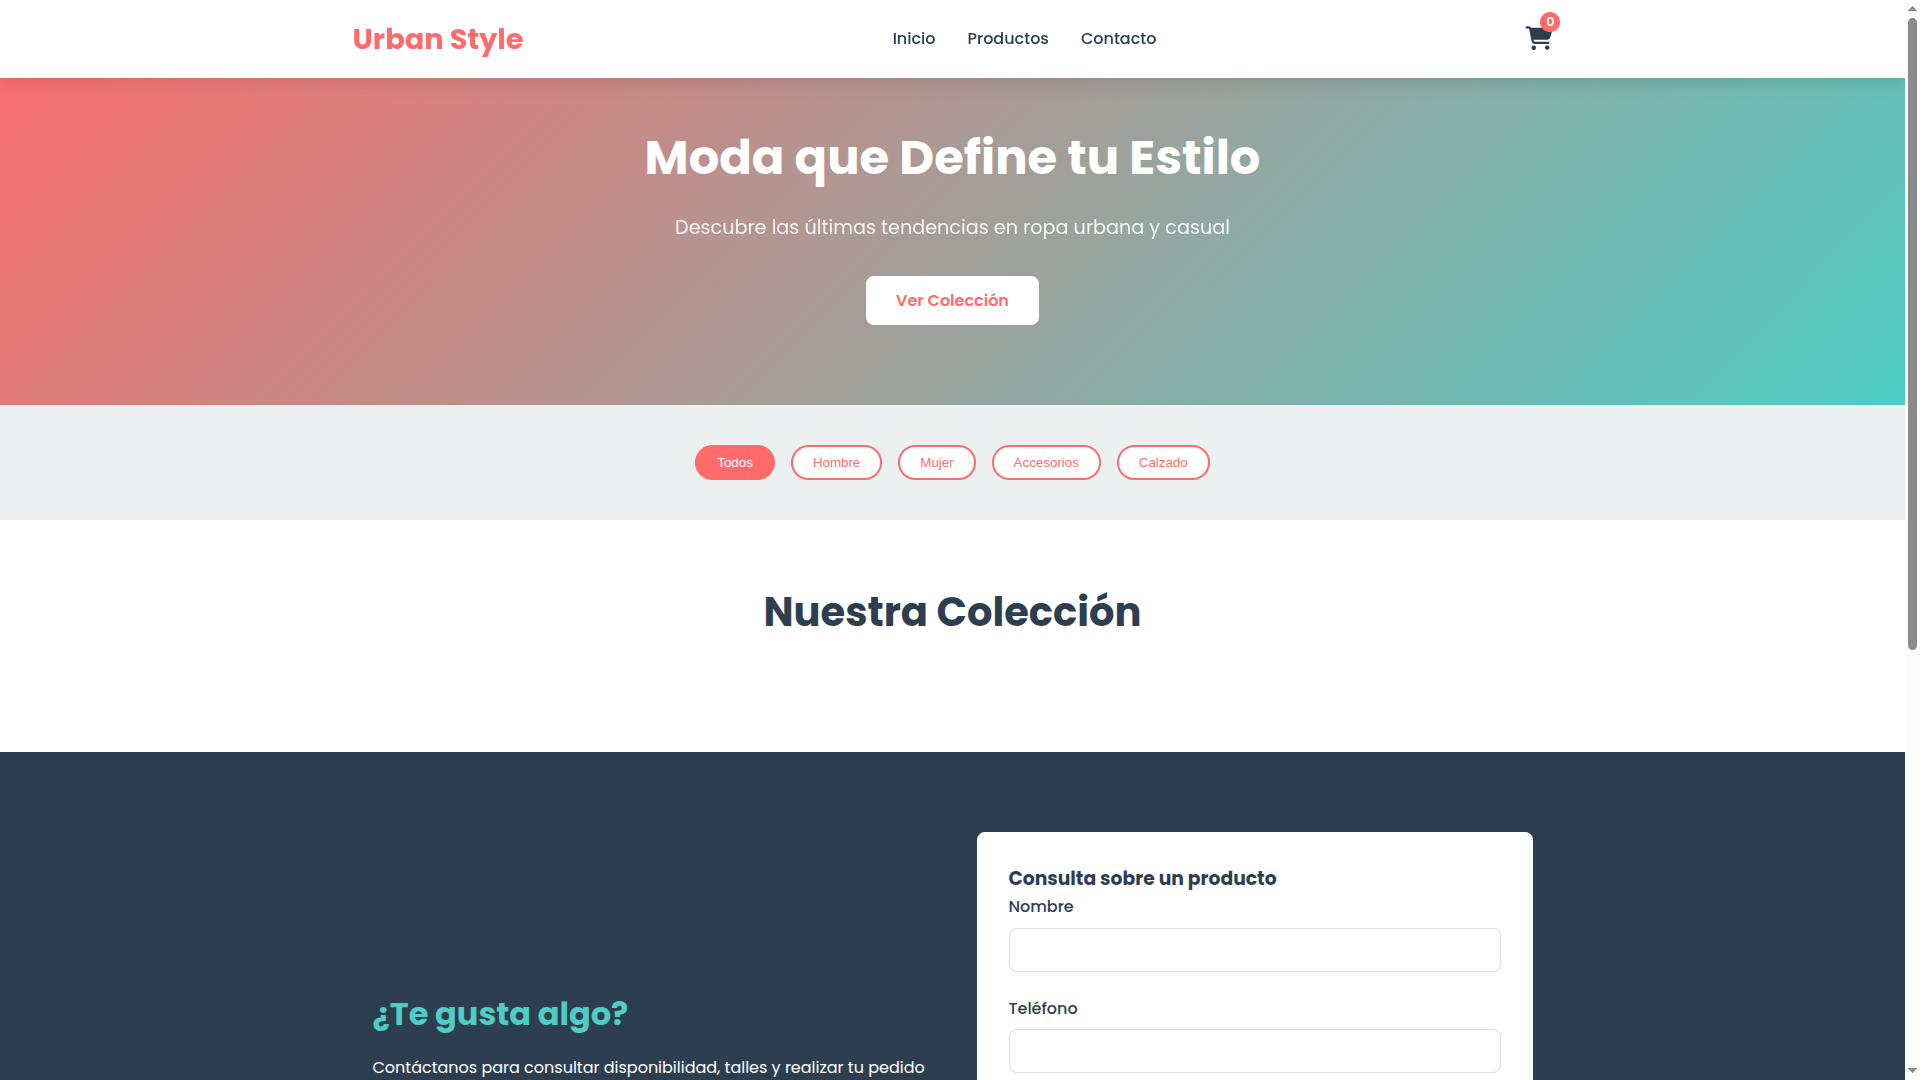 Urban Style
Inicio
Productos
Contacto
0
Moda que Define tu Estilo
Descubre las últimas tendencias en ropa urbana y casual
Ver Colección
Todos
Hombre
Mujer
Accesorios
Calzado
Nuestra Colección
¿Te gusta algo?
Contáctanos para consultar disponibilidad, talles y realizar tu pedido
Consulta sobre un producto
Nombre
Teléfono